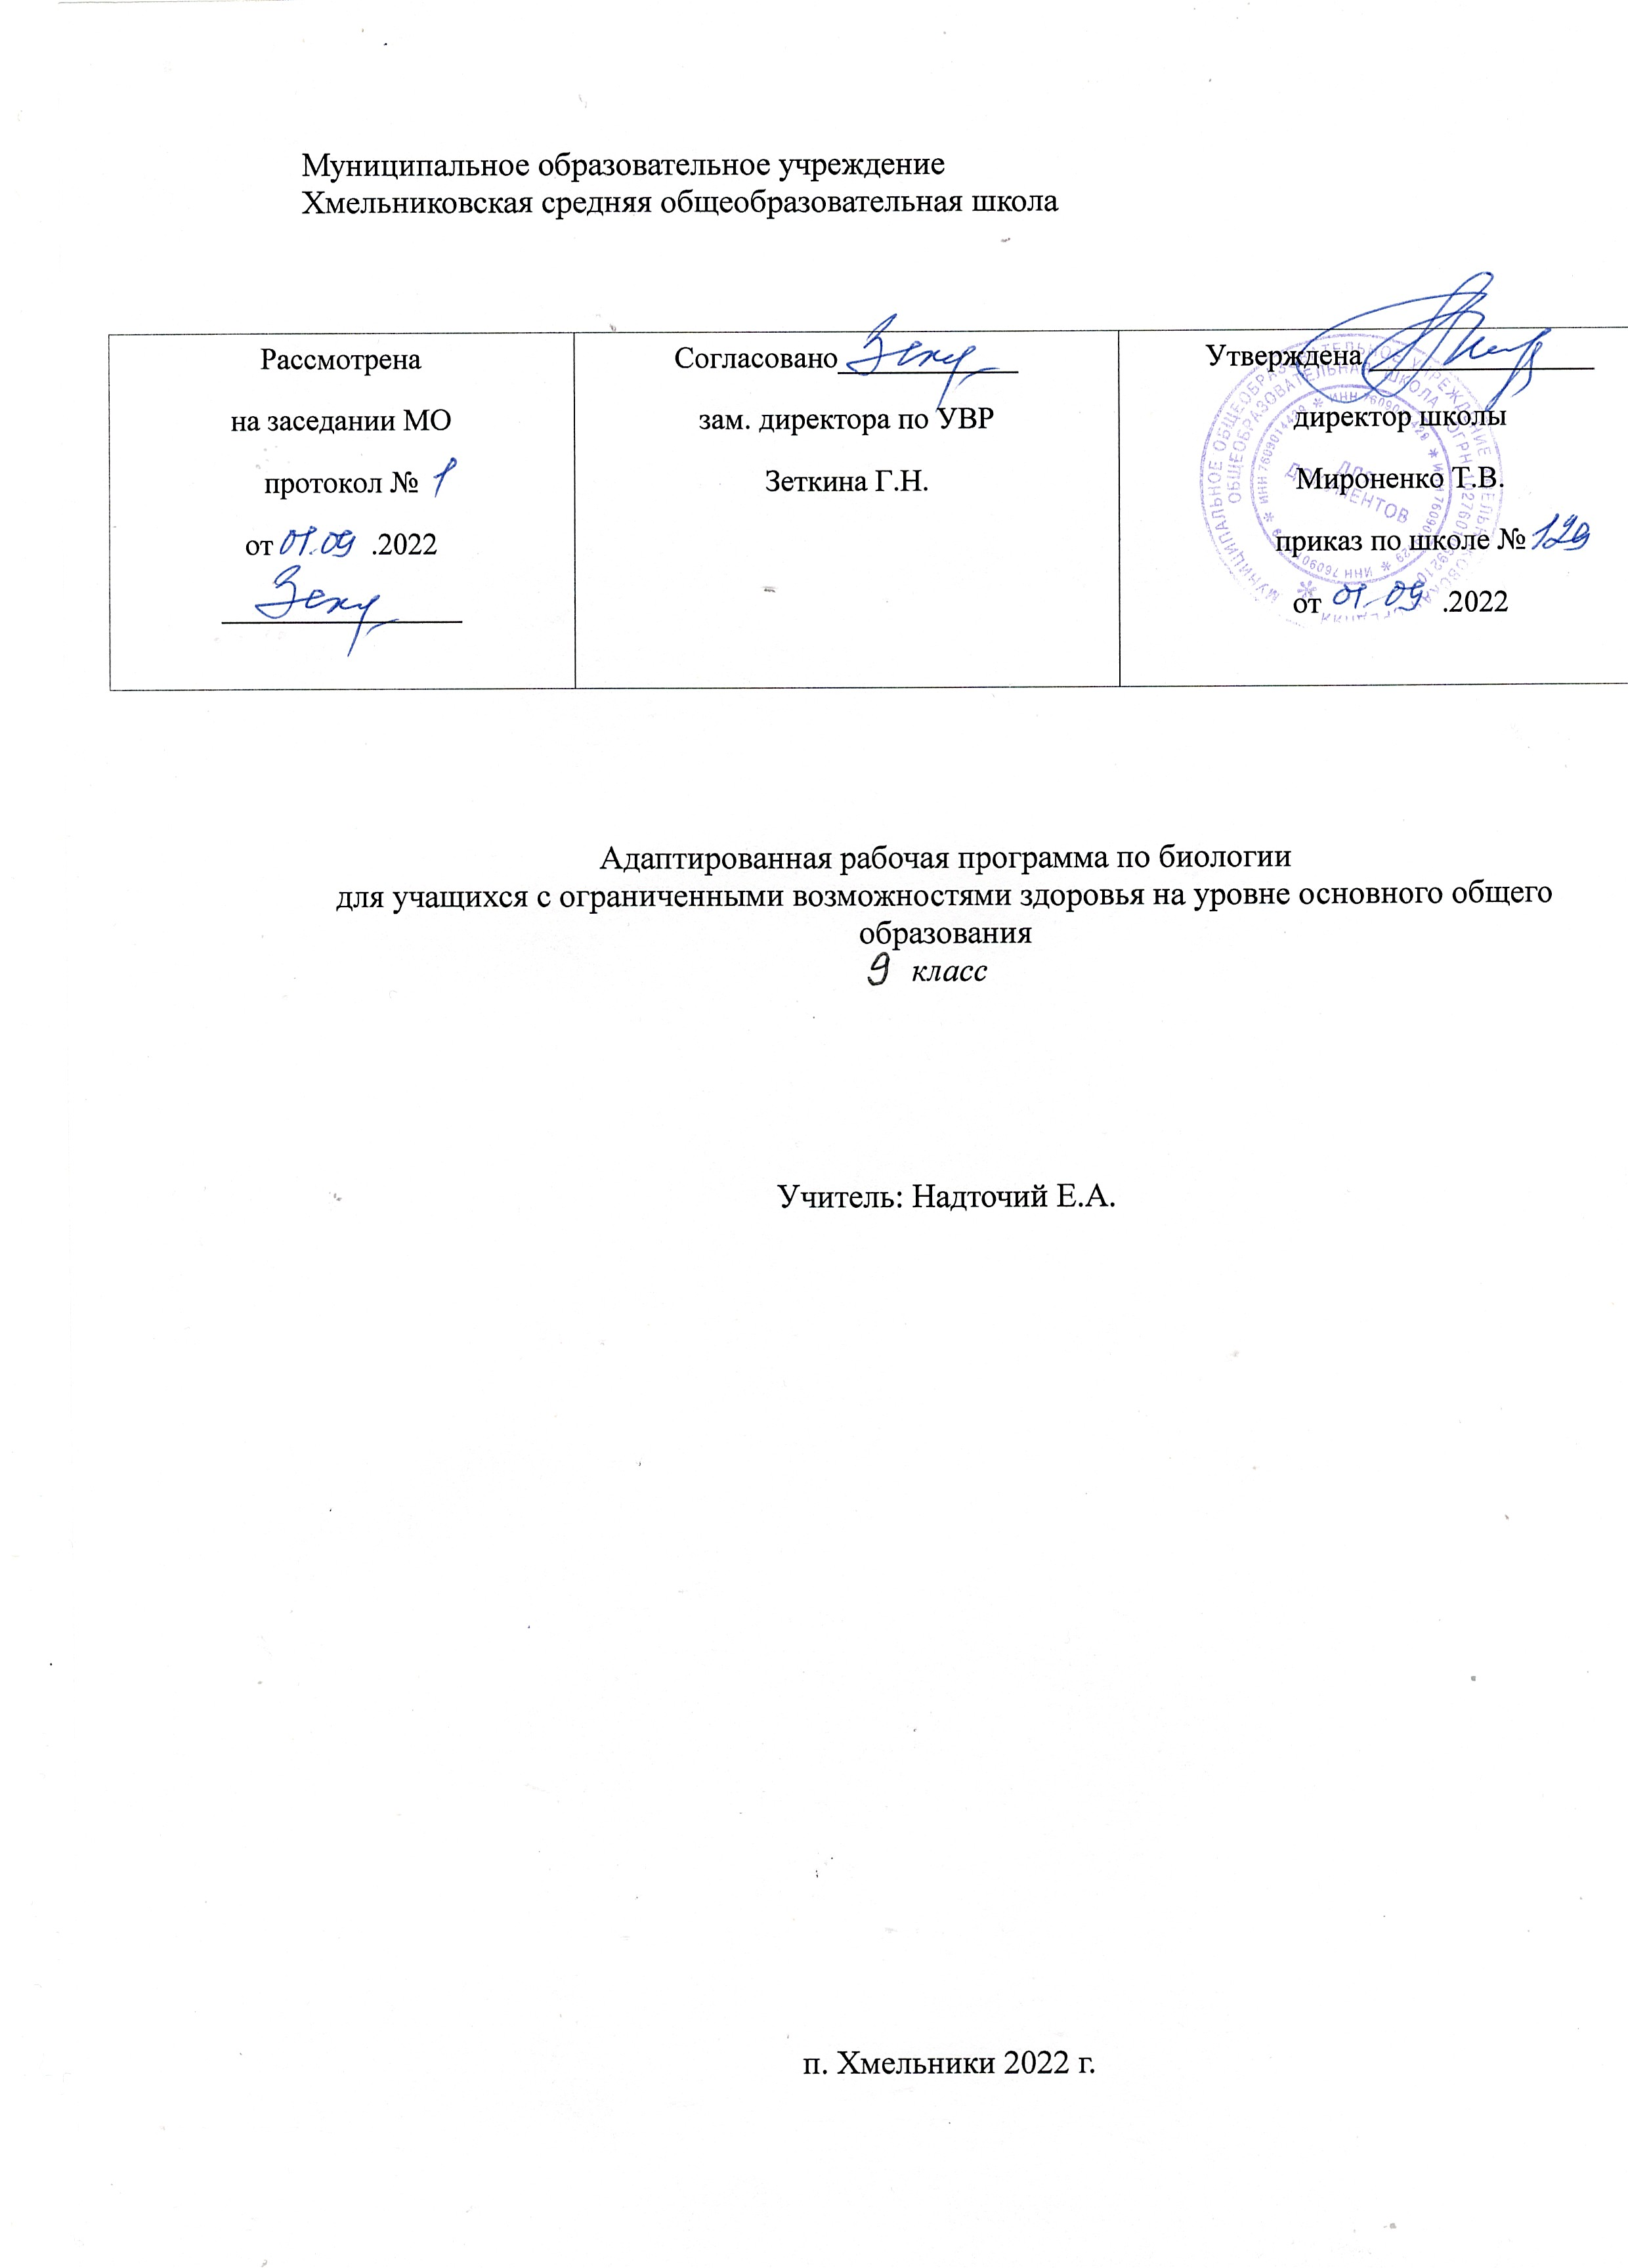 Муниципальное образовательное учреждение
Хмельниковская средняя общеобразовательная школа
Рассмотрена
на заседании МО
протокол № 1
от 01.09 .2022
Согласовано
зам. директора по УВР
Зеткина Г.Н.
Утверждена
директор школы
Мироненко Т.В.
приказ по школе № 129
от 01.09 .2022
ДЛЯ
ДОКУМЕНТОВ
Адаптированная рабочая программа по биологии
для учащихся с ограниченными возможностями здоровья на уровне основного общего
образования
9 класс
Учитель: Надточий Е.А.
п. Хмельники 2022 г.